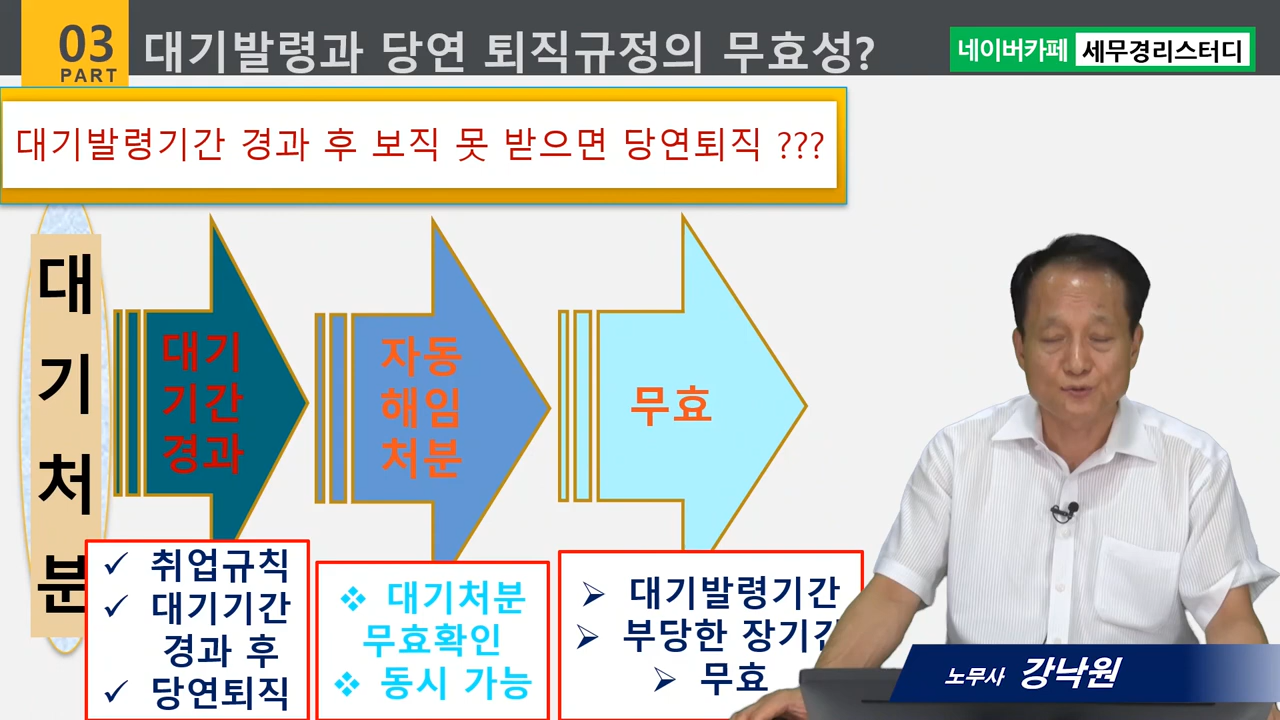 03
PART
대기발령과 당연 퇴직규정의 무효성?
네이버카페 세무경리스터디
대기발령기간 경과 후 보직 못 받으면 당연퇴직 ???
대
기
처
분
대기
기간
경과
자동
해임
처분
무효
✓ 취업규칙
✓ 대기기간
경과 후
✓ 당연퇴직
❖ 대기처분
무효확인
❖ 동시 가능
➢ 대기발령기간
➢ 부당한 장기간
➢ 무효
노무사 강낙원